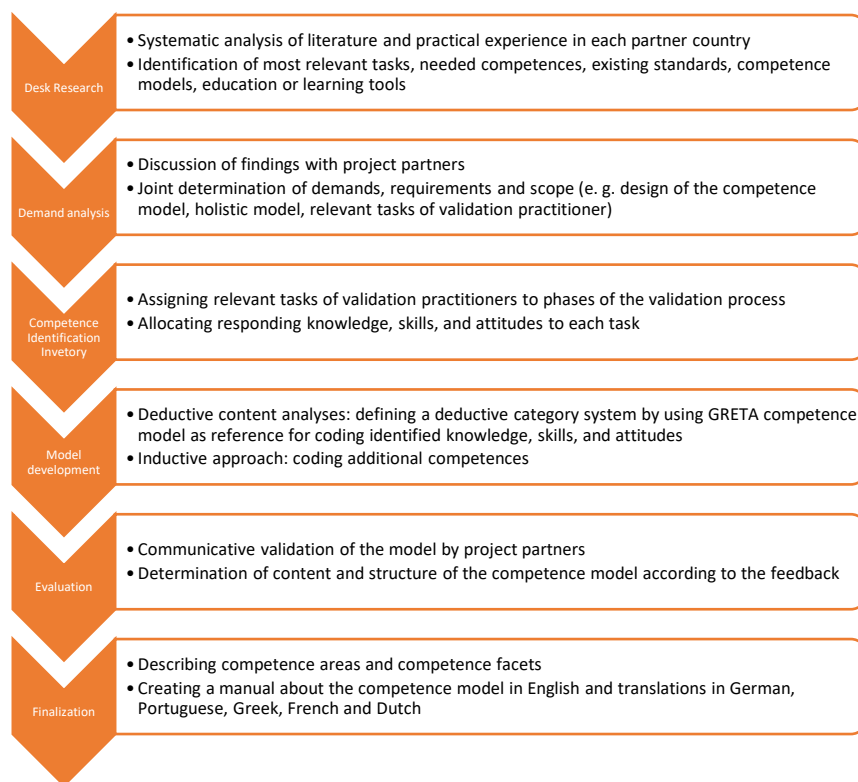 Desk Research
• Systematic analysis of literature and practical experience in each partner country
• Identification of most relevant tasks, needed competences, existing standards, competence
models, education or learning tools
Demand analysis
• Discussion of findings with project partners
• Joint determination of demands, requirements and scope (e. g. design of the competence
model, holistic model, relevant tasks of validation practitioner)
Competence
Identification
Invetory
• Assigning relevant tasks of validation practitioners to phases of the validation process
• Allocating responding knowledge, skills, and attitudes to each task
Model
development
• Deductive content analyses: defining a deductive category system by using GRETA competence
model as reference for coding identified knowledge, skills, and attitudes
• Inductive approach: coding additional competences
Evaluation
• Communicative validation of the model by project partners
• Determination of content and structure of the competence model according to the feedback
Finalization
• Describing competence areas and competence facets
• Creating a manual about the competence model in English and translations in German,
Portuguese, Greek, French and Dutch